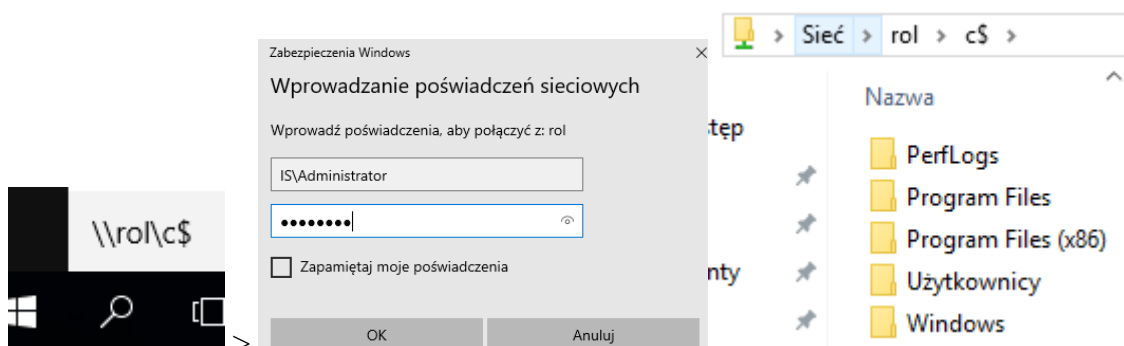 \\rol\c$
>
Zabezpieczenia Windows
Wprowadzanie poświadczeń sieciowych
Wprowadź poświadczenia, aby połączyć z: rol
IS\Administrator
••••••••
Zapamiętaj moje poświadczenia
OK
Anuluj
Sieć > rol > c$ >
Nazwa
tęp
nty
PerfLogs
Program Files
Program Files (x86)
Użytkownicy
Windows